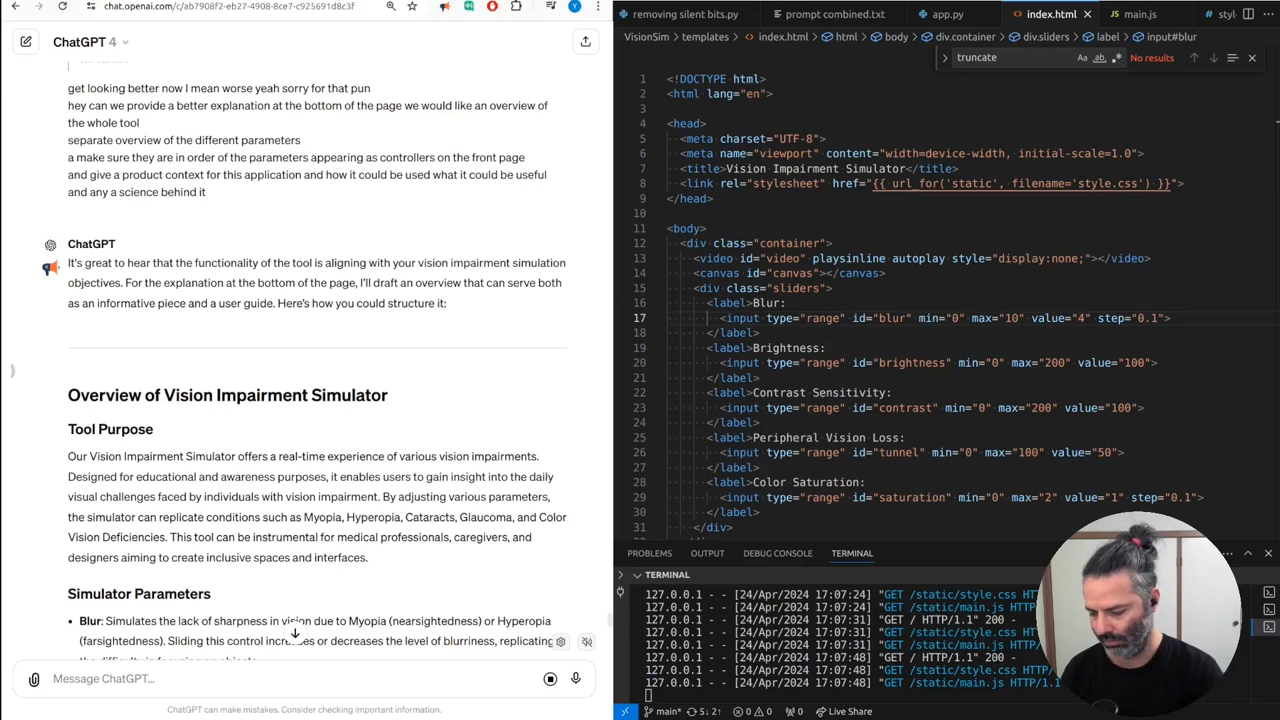 chat.openai.com/c/ab7908f2-eb27-4908-8ce7-c925691d8c3f
ChatGPT 4
get looking better now I mean worse yeah sorry for that pun
hey can we provide a better explanation at the bottom of the page we would like an overview of
the whole tool
separate overview of the different parameters
a make sure they are in order of the parameters appearing as controllers on the front page
and give a product context for this application and how it could be used what it could be useful
and any a science behind it
ChatGPT
It's great to hear that the functionality of the tool is aligning with your vision impairment simulation
objectives. For the explanation at the bottom of the page, I'll draft an overview that can serve both
as an informative piece and a user guide. Here's how you could structure it:
Overview of Vision Impairment Simulator
Tool Purpose
Our Vision Impairment Simulator offers a real-time experience of various vision impairments.
Designed for educational and awareness purposes, it enables users to gain insight into the daily
visual challenges faced by individuals with vision impairment. By adjusting various parameters,
the simulator can replicate conditions such as Myopia, Hyperopia, Cataracts, Glaucoma, and Color
Vision Deficiencies. This tool can be instrumental for medical professionals, caregivers, and
designers aiming to create inclusive spaces and interfaces.
Simulator Parameters
• Blur: Simulates the lack of sharpness in vision due to Myopia (nearsightedness) or Hyperopia
(farsightedness). Sliding this control increases or decreases the level of blurriness, replicating
Message ChatGPT...
ChatGPT can make mistakes. Consider checking important information.
removing silent bits.py prompt combined.txt app.py index.html main.js styl
VisionSim > templates > index.html > html > body > div.container > div.sliders > label > input#blur
truncate Aa ab No results
1 <!DOCTYPE html>
2 <html lang="en">
3
4 <head>
5 <meta charset="UTF-8">
6 <meta name="viewport" content="width=device-width, initial-scale=1.0">
7 <title>Vision Impairment Simulator</title>
8 <link rel="stylesheet" href="{{ url_for('static', filename='style.css') }}">
9 </head>
10
11 <body>
12 <div class="container">
13 <video id="video" playsinline autoplay style="display:none;"></video>
14 <canvas id="canvas"></canvas>
15 <div class="sliders">
16 <label>Blur:
17 <input type="range" id="blur" min="0" max="10" value="4" step="0.1">
18 </label>
19 <label>Brightness:
20 <input type="range" id="brightness" min="0" max="200" value="100">
21 </label>
22 <label>Contrast Sensitivity:
23 <input type="range" id="contrast" min="0" max="200" value="100">
24 </label>
25 <label>Peripheral Vision Loss:
26 <input type="range" id="tunnel" min="0" max="100" value="50">
27 </label>
28 <label>Color Saturation:
29 <input type="range" id="saturation" min="0" max="2" value="1" step="0.1">
30 </label>
31 </div>
PROBLEMS OUTPUT DEBUG CONSOLE TERMINAL
TERMINAL
127.0.0.1 - - [24/Apr/2024 17:07:24] "GET /static/style.css HTTP/1.
127.0.0.1 - - [24/Apr/2024 17:07:24] "GET /static/main.js HTTP/1.1
127.0.0.1 - - [24/Apr/2024 17:07:31] "GET / HTTP/1.1" 200 -
127.0.0.1 - - [24/Apr/2024 17:07:31] "GET /static/style.css HTTP/
127.0.0.1 - - [24/Apr/2024 17:07:31] "GET /static/main.js HTTP/1.
127.0.0.1 - - [24/Apr/2024 17:07:48] "GET / HTTP/1.1" 200 -
127.0.0.1 - - [24/Apr/2024 17:07:48] "GET /static/style.css HTTP/1
127.0.0.1 - - [24/Apr/2024 17:07:48] "GET /static/main.js HTTP/1.1
main* 5↓ 2↑ 0 0 0 Live Share